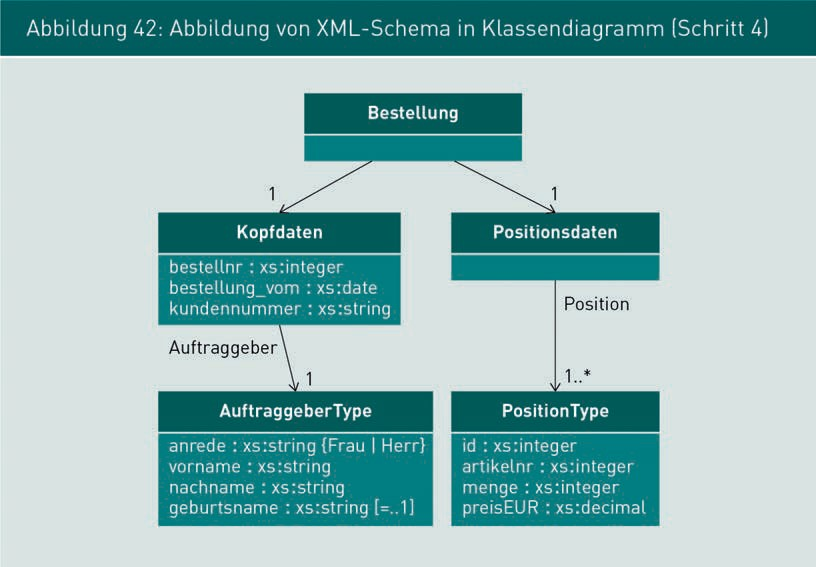 Abbildung 42: Abbildung von XML-Schema in Klassendiagramm (Schritt 4)
Bestellung
1
1
Kopfdaten
bestellnr : xs:integer
bestellung_vom : xs:date
kundennummer : xs:string
Positionsdaten
Auftraggeber
1
Position
1..*
AuftraggeberType
anrede : xs:string {Frau | Herr}
vorname : xs:string
nachname : xs:string
geburtsname : xs:string [=..1]
PositionType
id : xs:integer
artikelnr : xs:integer
menge : xs:integer
preisEUR : xs:decimal